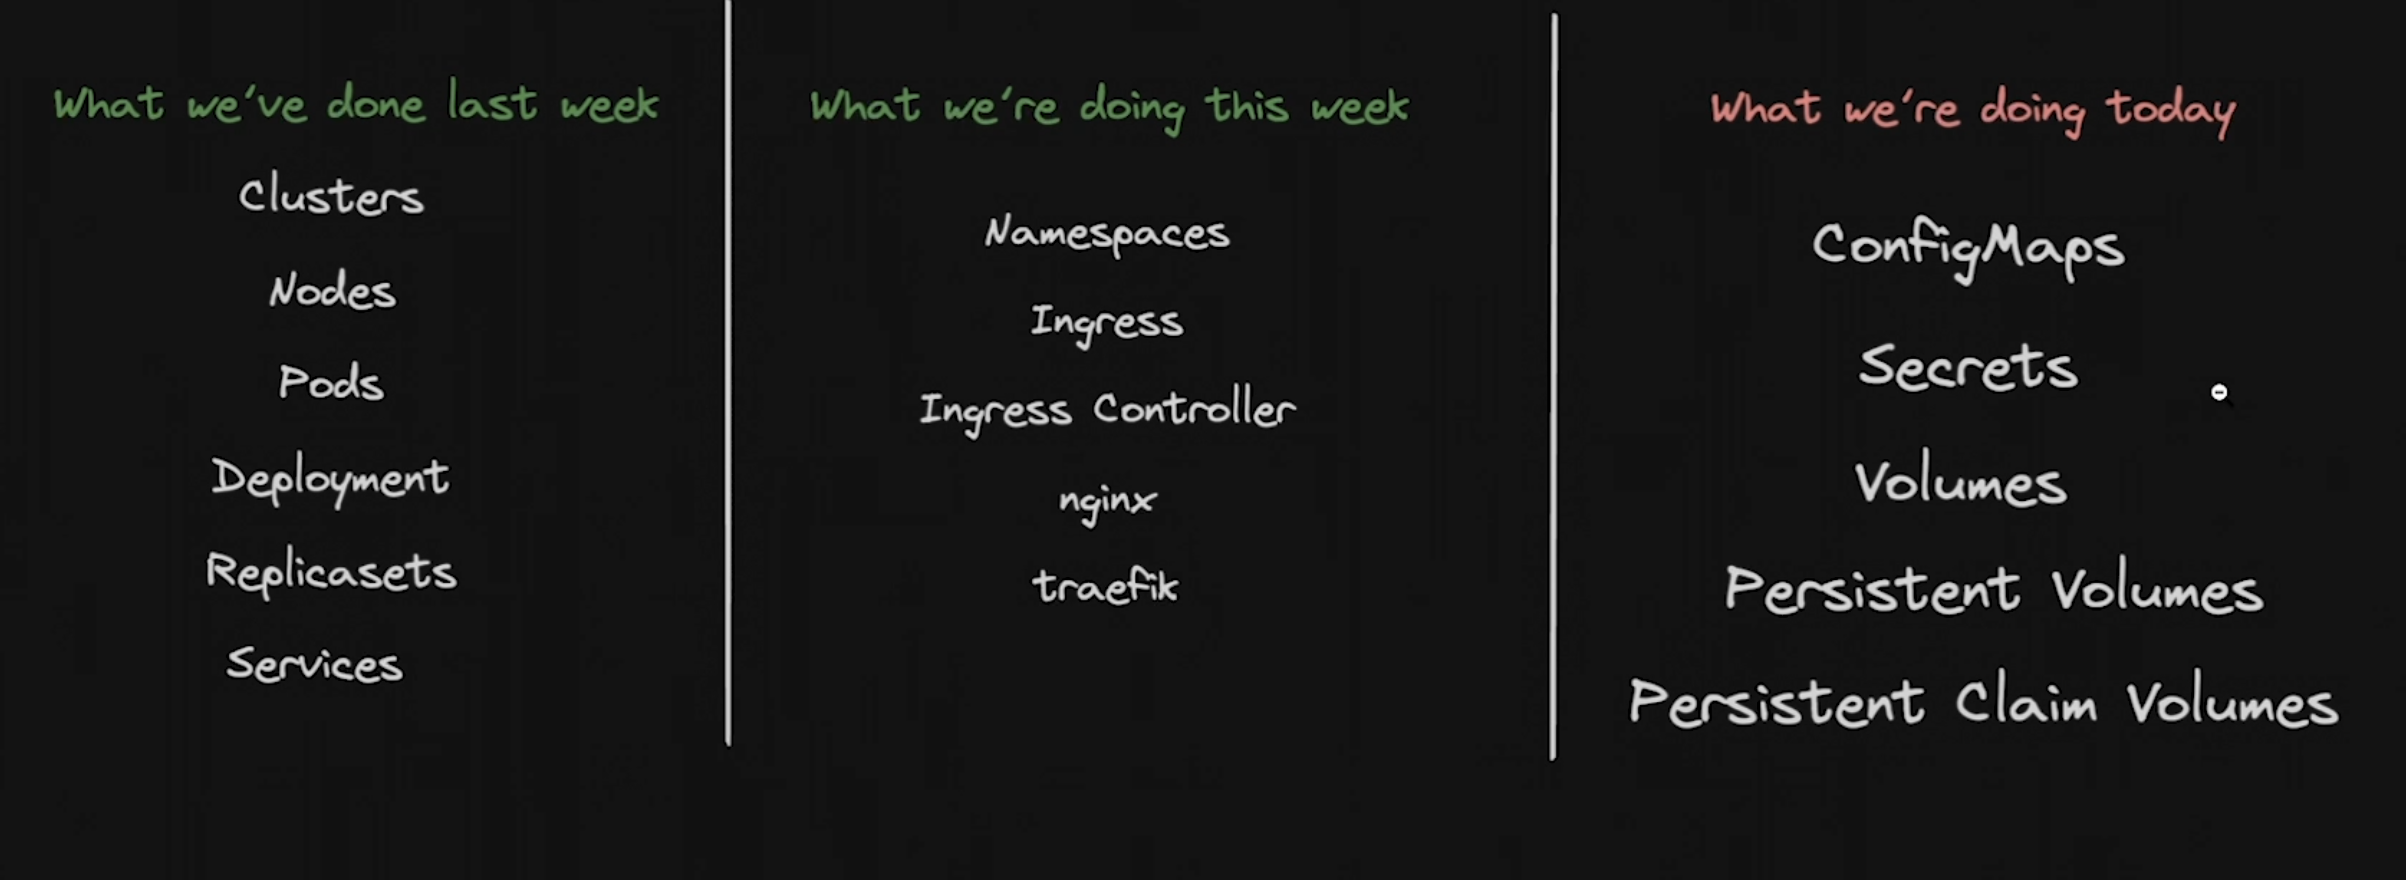 What we've done last week
Clusters
Nodes
Pods
Deployment
Replicasets
Services
What we're doing this week
Namespaces
Ingress
Ingress Controller
nginx
traefik
What we're doing today
ConfigMaps
Secrets
Volumes
Persistent Volumes
Persistent Claim Volumes